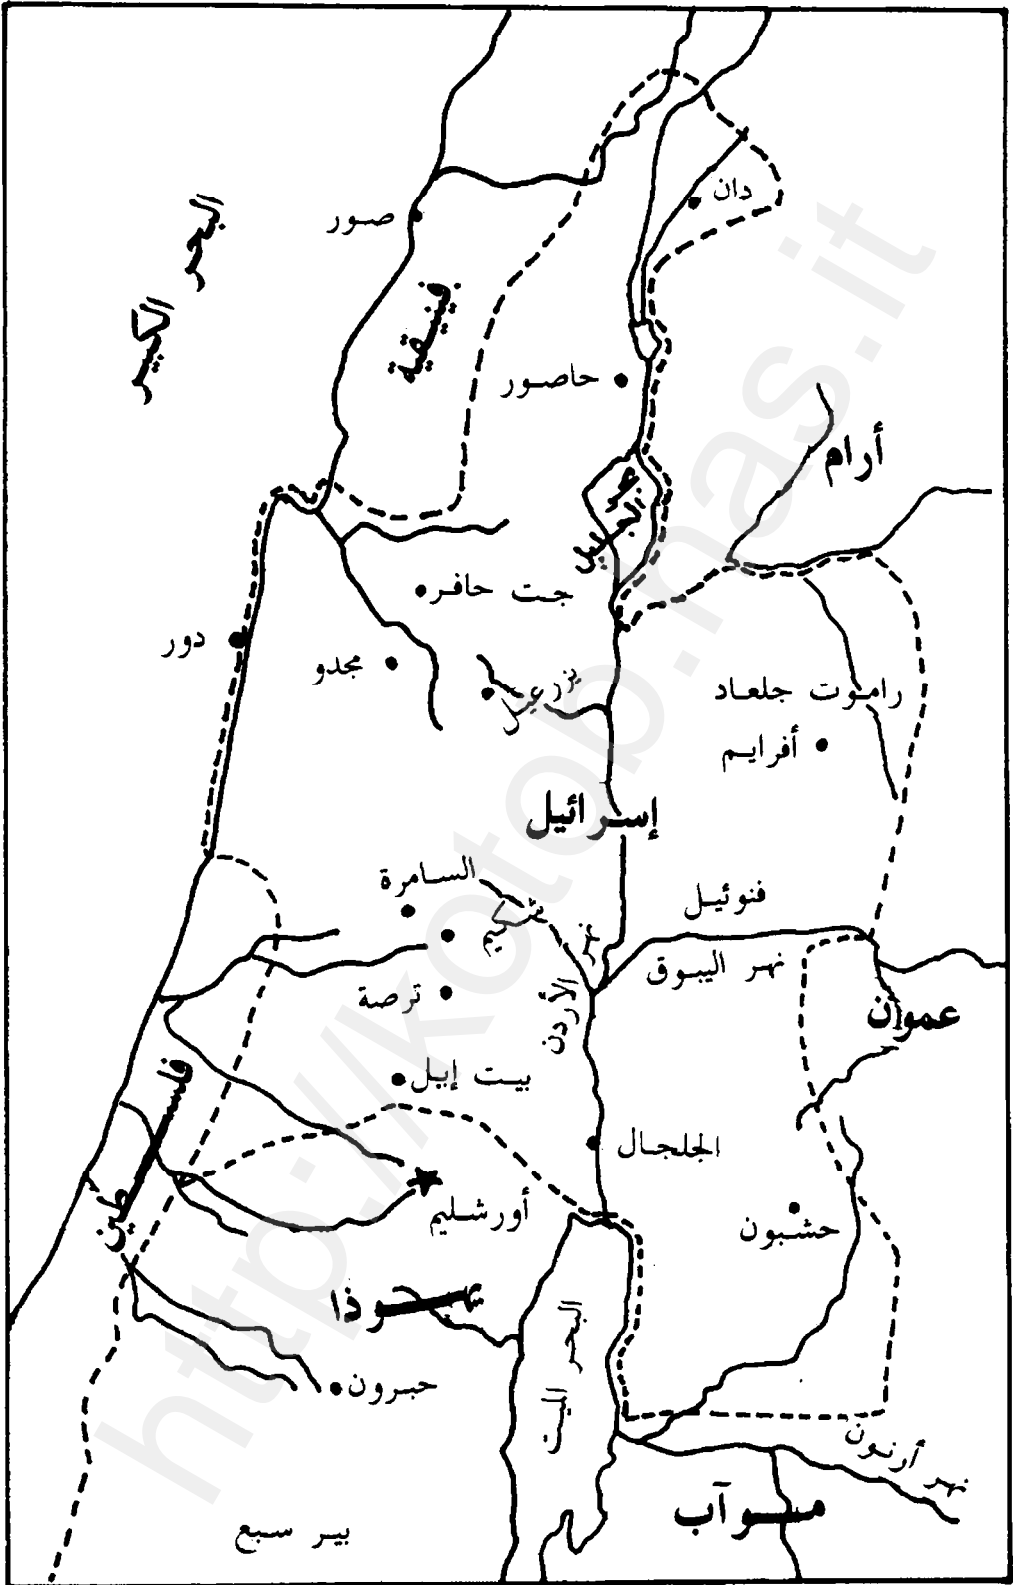 دان
صور
البحر الكبير
فينيقية
حاصور
أرام
بحر الجليل
جت حافر
دور
مجدو
يزرعيل
راموت جلعاد
أفرايم
إسرائيل
السامرة
شكيم
فنوئيل
نهر اليبوق
نهر الأردن
ترصة
عمون
بيت إيل
فلسطين
الجلجال
أورشليم
حشبون
يهوذا
البحر الميت
حبرون
نهر أرنون
موآب
بير سبع
http://kotob.has.it